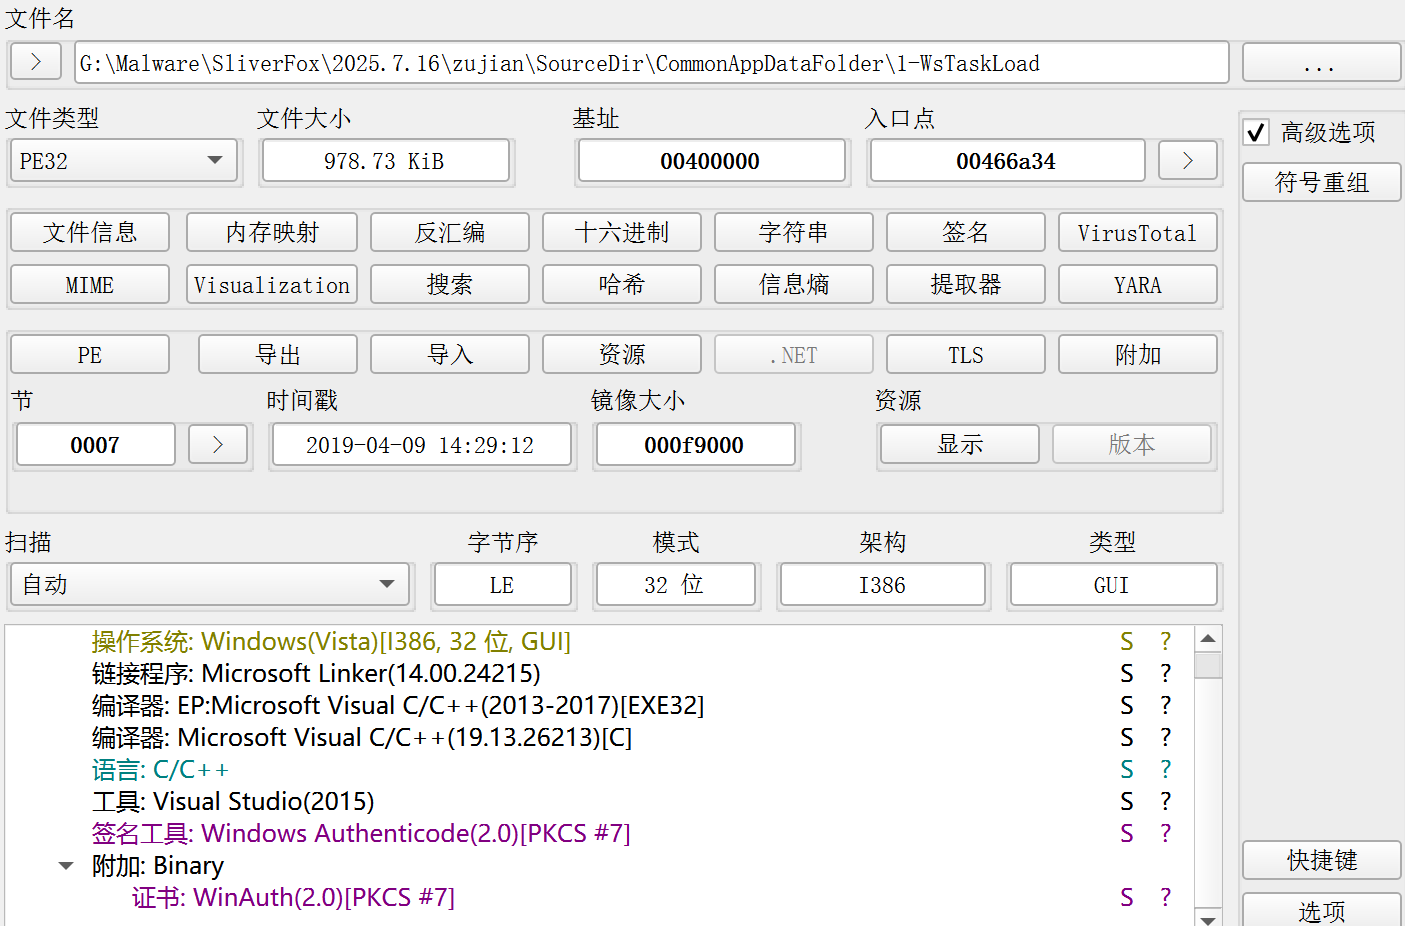 文件名
> G:\Malware\SliverFox\2025.7.16\zujian\SourceDir\CommonAppDataFolder\1-WsTaskLoad ...
文件类型 文件大小 基址 入口点
PE32 978.73 KiB 00400000 00466a34 > 高级选项
符号重组
文件信息 内存映射 反汇编 十六进制 字符串 签名 VirusTotal
MIME Visualization 搜索 哈希 信息熵 提取器 YARA
PE 导出 导入 资源 .NET TLS 附加
节 时间戳 镜像大小 资源
0007 > 2019-04-09 14:29:12 000f9000 显示 版本
扫描 字节序 模式 架构 类型
自动 LE 32 位 I386 GUI
操作系统: Windows(Vista)[I386, 32 位, GUI] S ?
链接程序: Microsoft Linker(14.00.24215) S ?
编译器: EP:Microsoft Visual C/C++(2013-2017)[EXE32] S ?
编译器: Microsoft Visual C/C++(19.13.26213)[C] S ?
语言: C/C++ S ?
工具: Visual Studio(2015) S ?
签名工具: Windows Authenticode(2.0)[PKCS #7] S ?
附加: Binary
证书: WinAuth(2.0)[PKCS #7] S ?
快捷键
选项